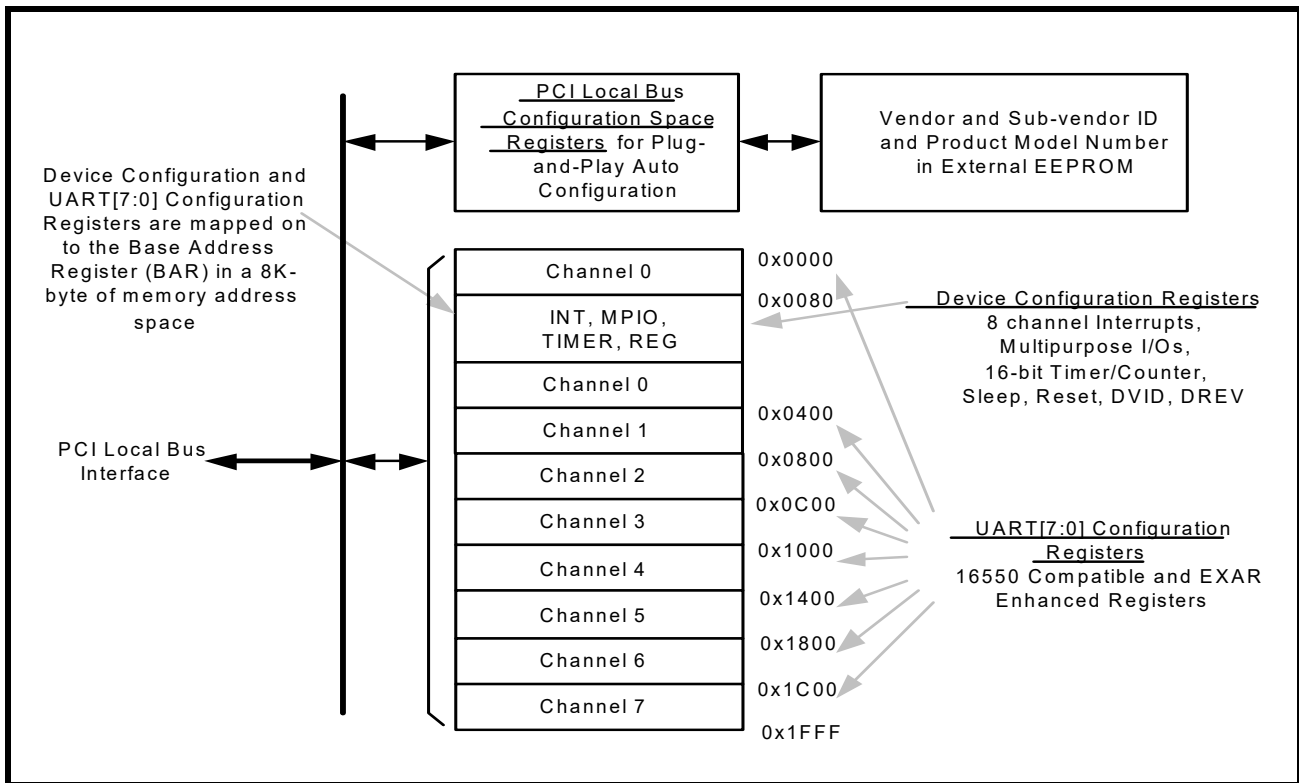 PCI Local Bus
Configuration Space
Registers for Plug-
and-Play Auto
Configuration
Vendor and Sub-vendor ID
and Product Model Number
in External EEPROM
Device Configuration and
UART[7:0] Configuration
Registers are mapped on
to the Base Address
Register (BAR) in a 8K-
byte of memory address
space
PCI Local Bus
Interface
Channel 0
INT, MPIO,
TIMER, REG
Channel 0
Channel 1
Channel 2
Channel 3
Channel 4
Channel 5
Channel 6
Channel 7
0x0000
0x0080
0x0400
0x0800
0x0C00
0x1000
0x1400
0x1800
0x1C00
0x1FFF
Device Configuration Registers
8 channel Interrupts,
Multipurpose I/Os,
16-bit Timer/Counter,
Sleep, Reset, DVID, DREV
UART[7:0] Configuration
Registers
16550 Compatible and EXAR
Enhanced Registers